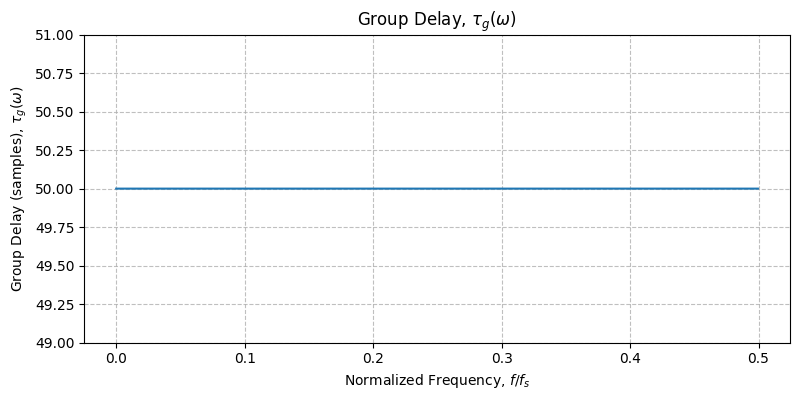 Group Delay, τg(ω)
Group Delay (samples), τg(ω)
51.00
50.75
50.50
50.25
50.00
49.75
49.50
49.25
49.00
0.0 0.1 0.2 0.3 0.4 0.5
Normalized Frequency, f/fs